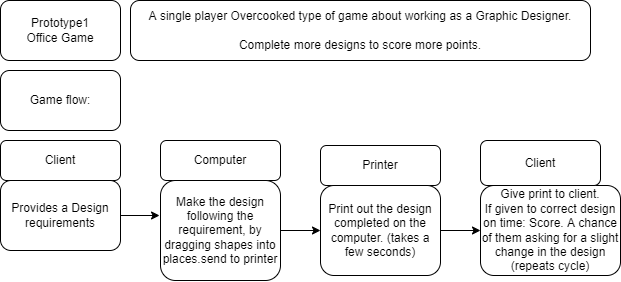 Prototype1
Office Game
A single player Overcooked type of game about working as a Graphic Designer.
Complete more designs to score more points.
Game flow:
Client
Provides a Design
requirements
Computer
Make the design
following the
requirement, by
dragging shapes into
places.send to printer
Printer
Print out the design
completed on the
computer. (takes a
few seconds)
Client
Give print to client.
If given to correct design
on time: Score. A chance
of them asking for a slight
change in the design
(repeats cycle)